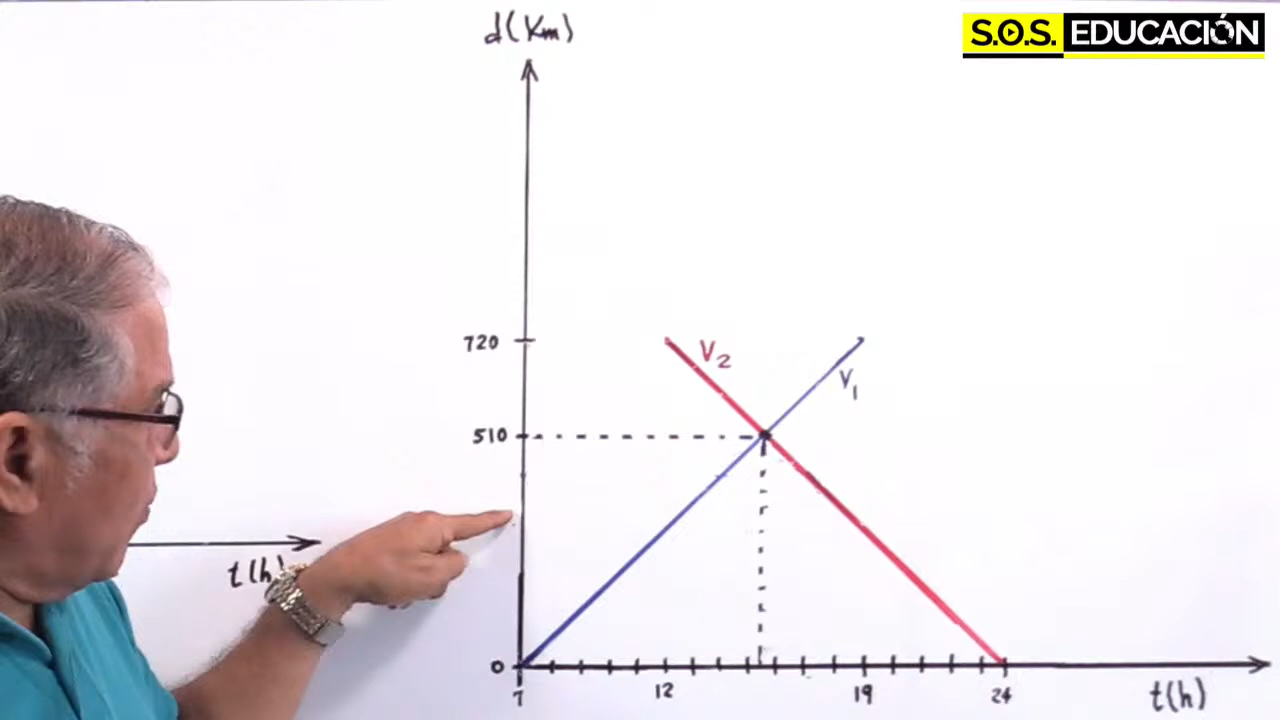 S.O.S. EDUCACIÓN
d(Km)
720
V2
V1
510
t(h)
0
7
12
19
24
t(h)